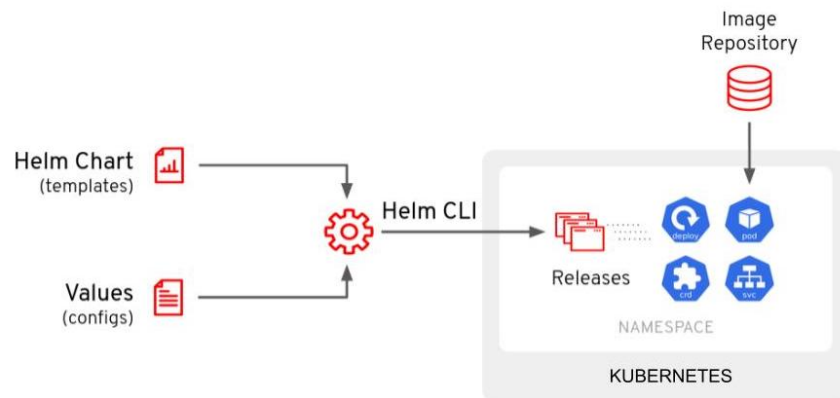 Image
Repository
Helm Chart
(templates)
Helm CLI
Values
(configs)
Releases
deploy
pod
crd
svc
NAMESPACE
KUBERNETES